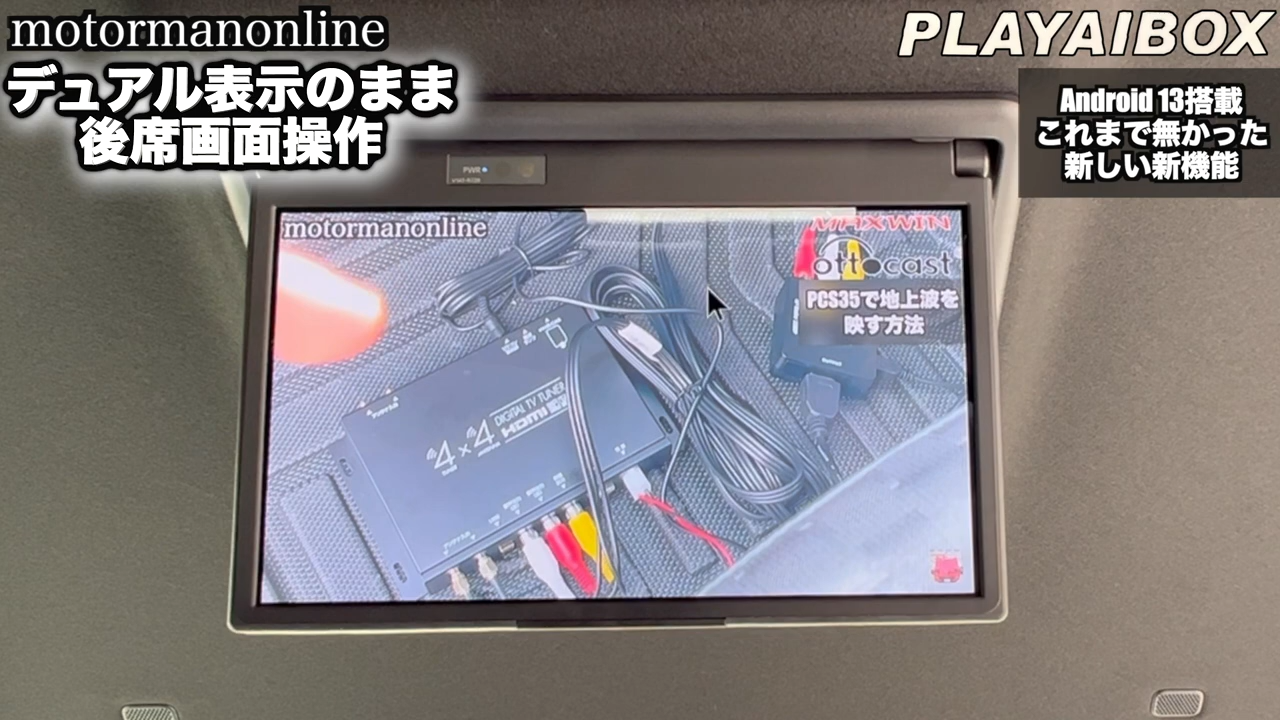 motormanonline
デュアル表示のまま
後席画面操作
PLAYAIBOX
Android 13搭載
これまで無かった
新しい新機能
PWR
motormanonline
MAXWIN
ottocast
PCS35で地上波を
映す方法
4×4
DIGITAL TV TUNER
HDMI